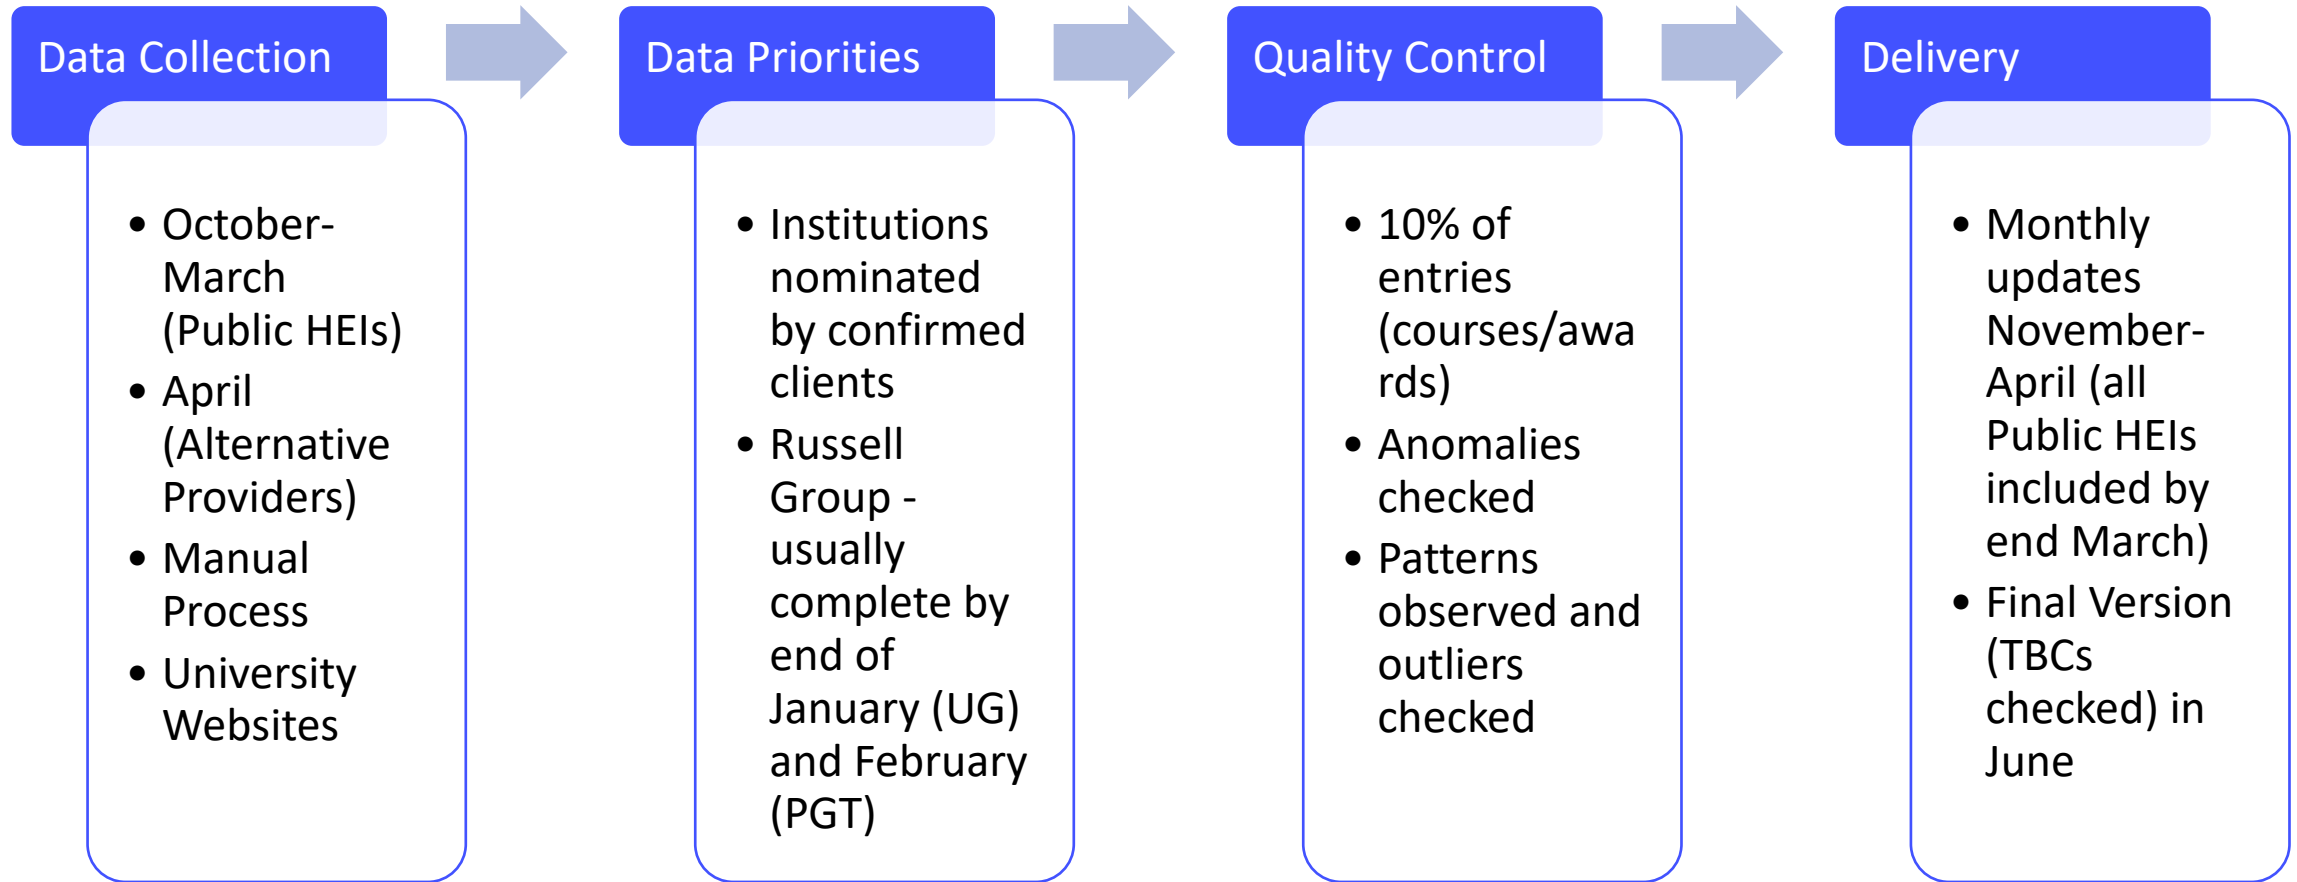 Data Collection
• October-
March
(Public HEIs)
• April
(Alternative
Providers)
• Manual
Process
• University
Websites
Data Priorities
• Institutions
nominated
by confirmed
clients
• Russell
Group -
usually
complete by
end of
January (UG)
and February
(PGT)
Quality Control
• 10% of
entries
(courses/awa
rds)
• Anomalies
checked
• Patterns
observed and
outliers
checked
Delivery
• Monthly
updates
November-
April (all
Public HEIs
included by
end March)
• Final Version
(TBCs
checked) in
June